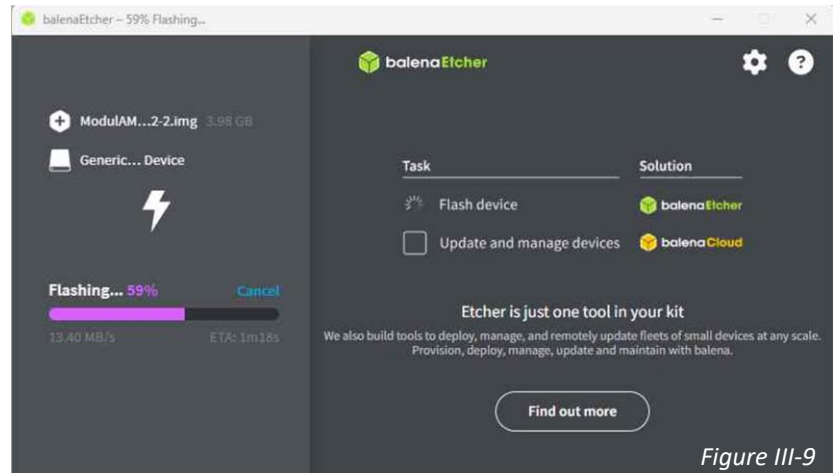 balenaEtcher – 59% Flashing...
balenaEtcher
ModulAM...2-2.img 3.98 GB
Generic... Device
Task Solution
Flash device balenaEtcher
Update and manage devices balenaCloud
Flashing... 59% Cancel
13.40 MB/s ETA: 1m18s
Etcher is just one tool in your kit
We also build tools to deploy, manage, and remotely update fleets of small devices at any scale.
Provision, deploy, manage, update and maintain with balena.
Find out more
Figure III-9